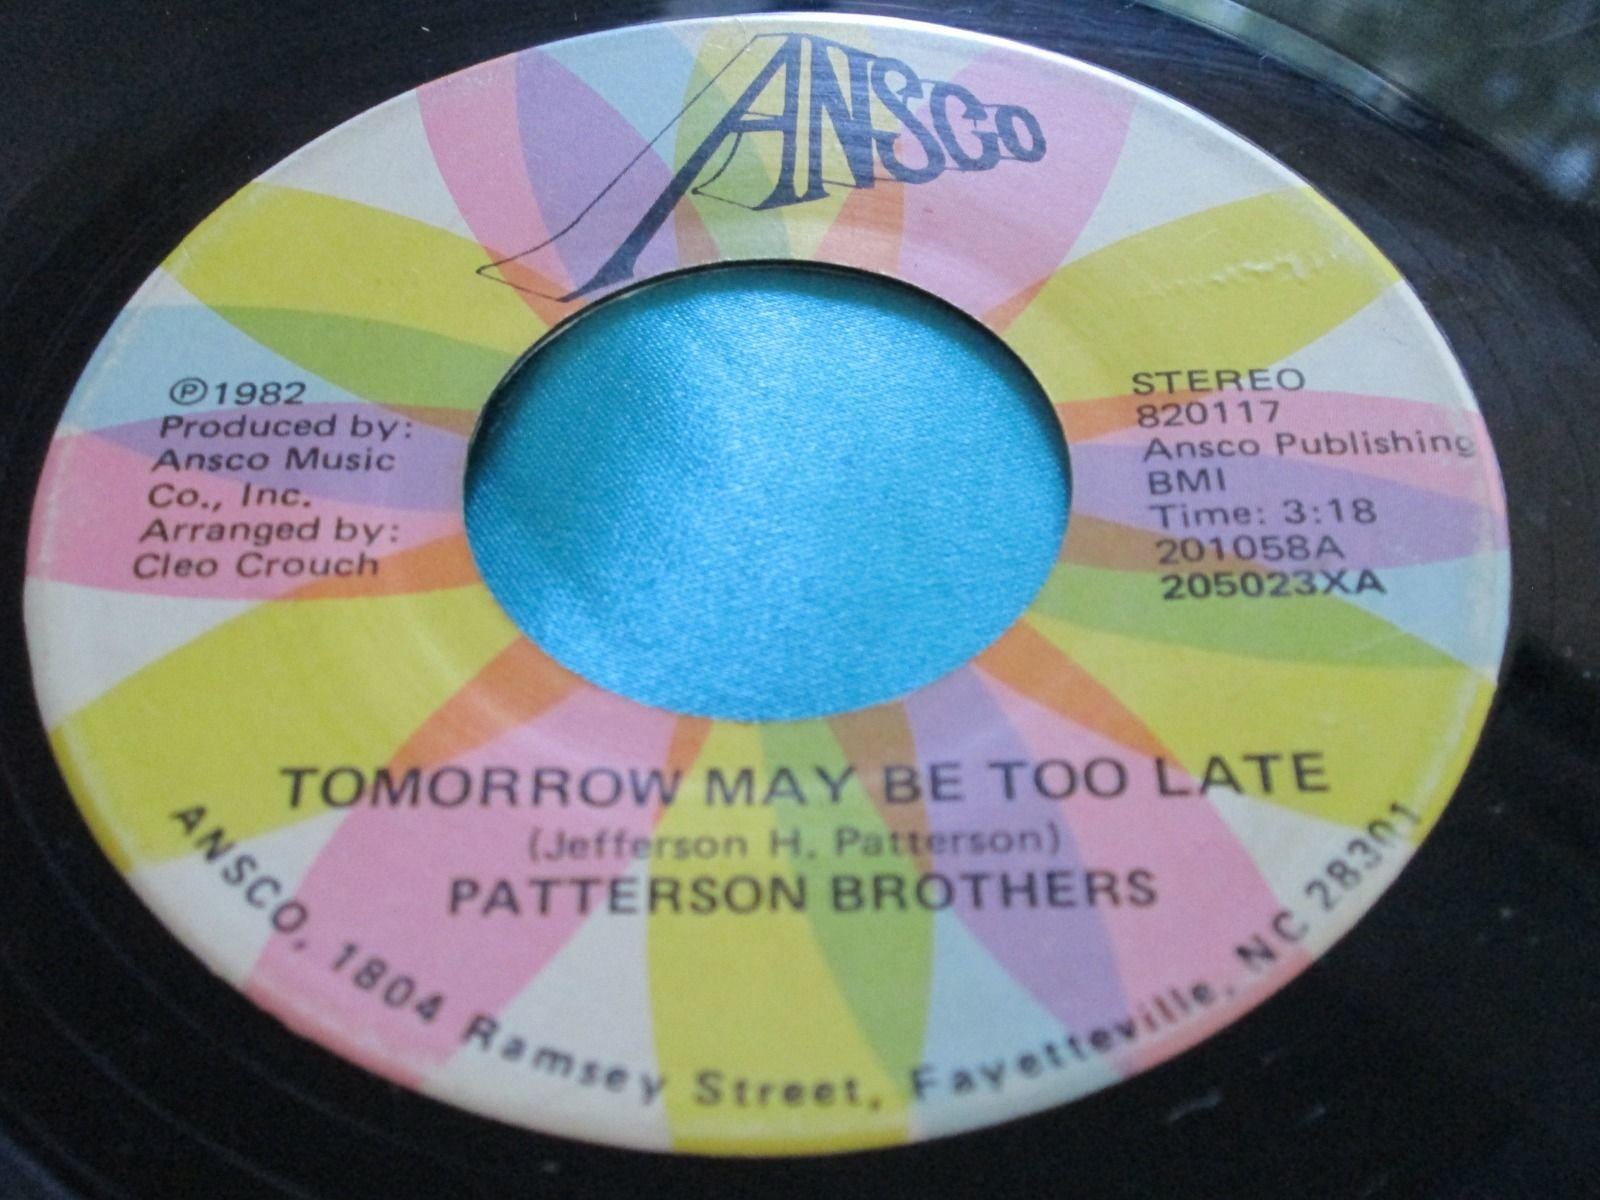 ANSCO
Ⓟ1982
Produced by:
Ansco Music
Co., Inc.
Arranged by:
Cleo Crouch
STEREO
820117
Ansco Publishing
BMI
Time: 3:18
201058A
205023XA
TOMORROW MAY BE TOO LATE
(Jefferson H. Patterson)
PATTERSON BROTHERS
ANSCO, 1804 Ramsey Street, Fayetteville, NC 28301